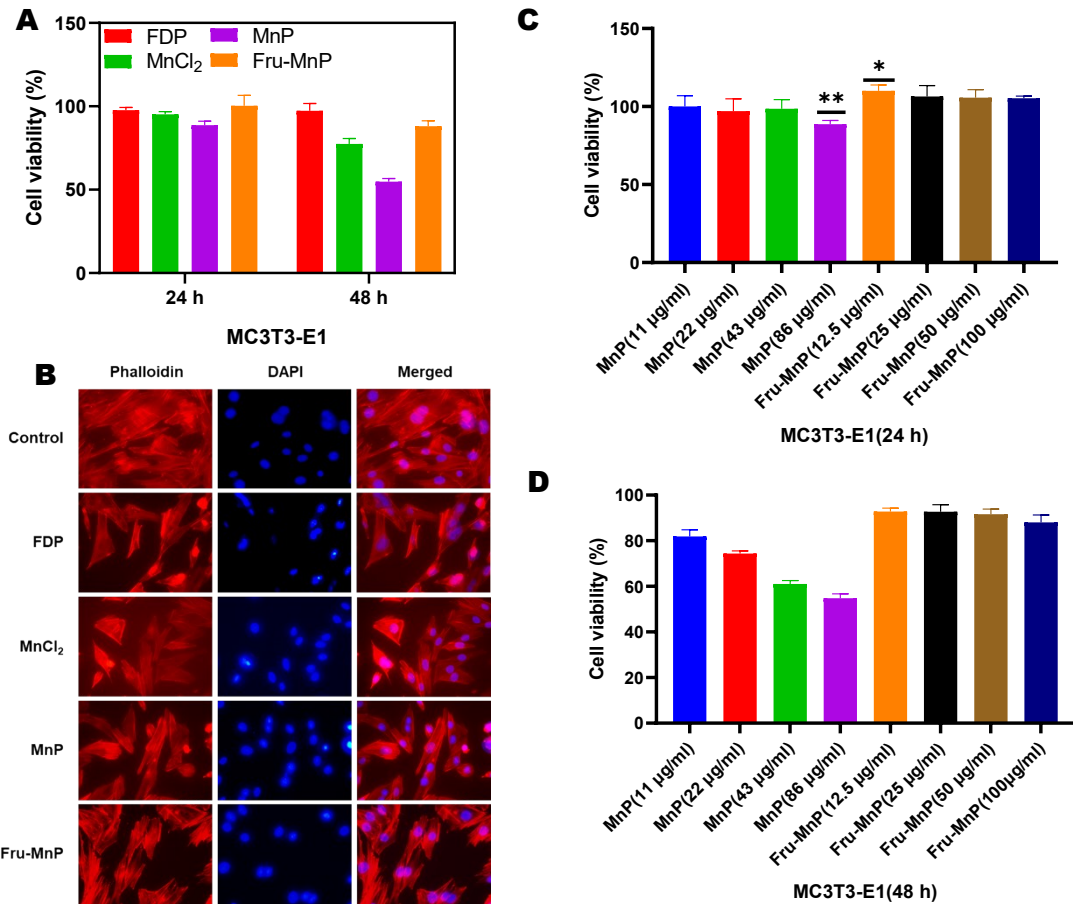 A
150
100
50
0
Cell viability (%)
FDP
MnP
MnCl₂
Fru-MnP
24 h
48 h
MC3T3-E1
B
Phalloidin
DAPI
Merged
Control
FDP
MnCl₂
MnP
Fru-MnP
C
150
100
50
0
Cell viability (%)
**
*
MnP(11 µg/ml)
MnP(22 µg/ml)
MnP(43 µg/ml)
MnP(86 µg/ml)
Fru-MnP(12.5 µg/ml)
Fru-MnP(25 µg/ml)
Fru-MnP(50 µg/ml)
Fru-MnP(100 µg/ml)
MC3T3-E1(24 h)
D
100
80
60
40
20
0
Cell viability (%)
MnP(11 µg/ml)
MnP(22 µg/ml)
MnP(43 µg/ml)
MnP(86 µg/ml)
Fru-MnP(12.5 µg/ml)
Fru-MnP(25 µg/ml)
Fru-MnP(50 µg/ml)
Fru-MnP(100µg/ml)
MC3T3-E1(48 h)